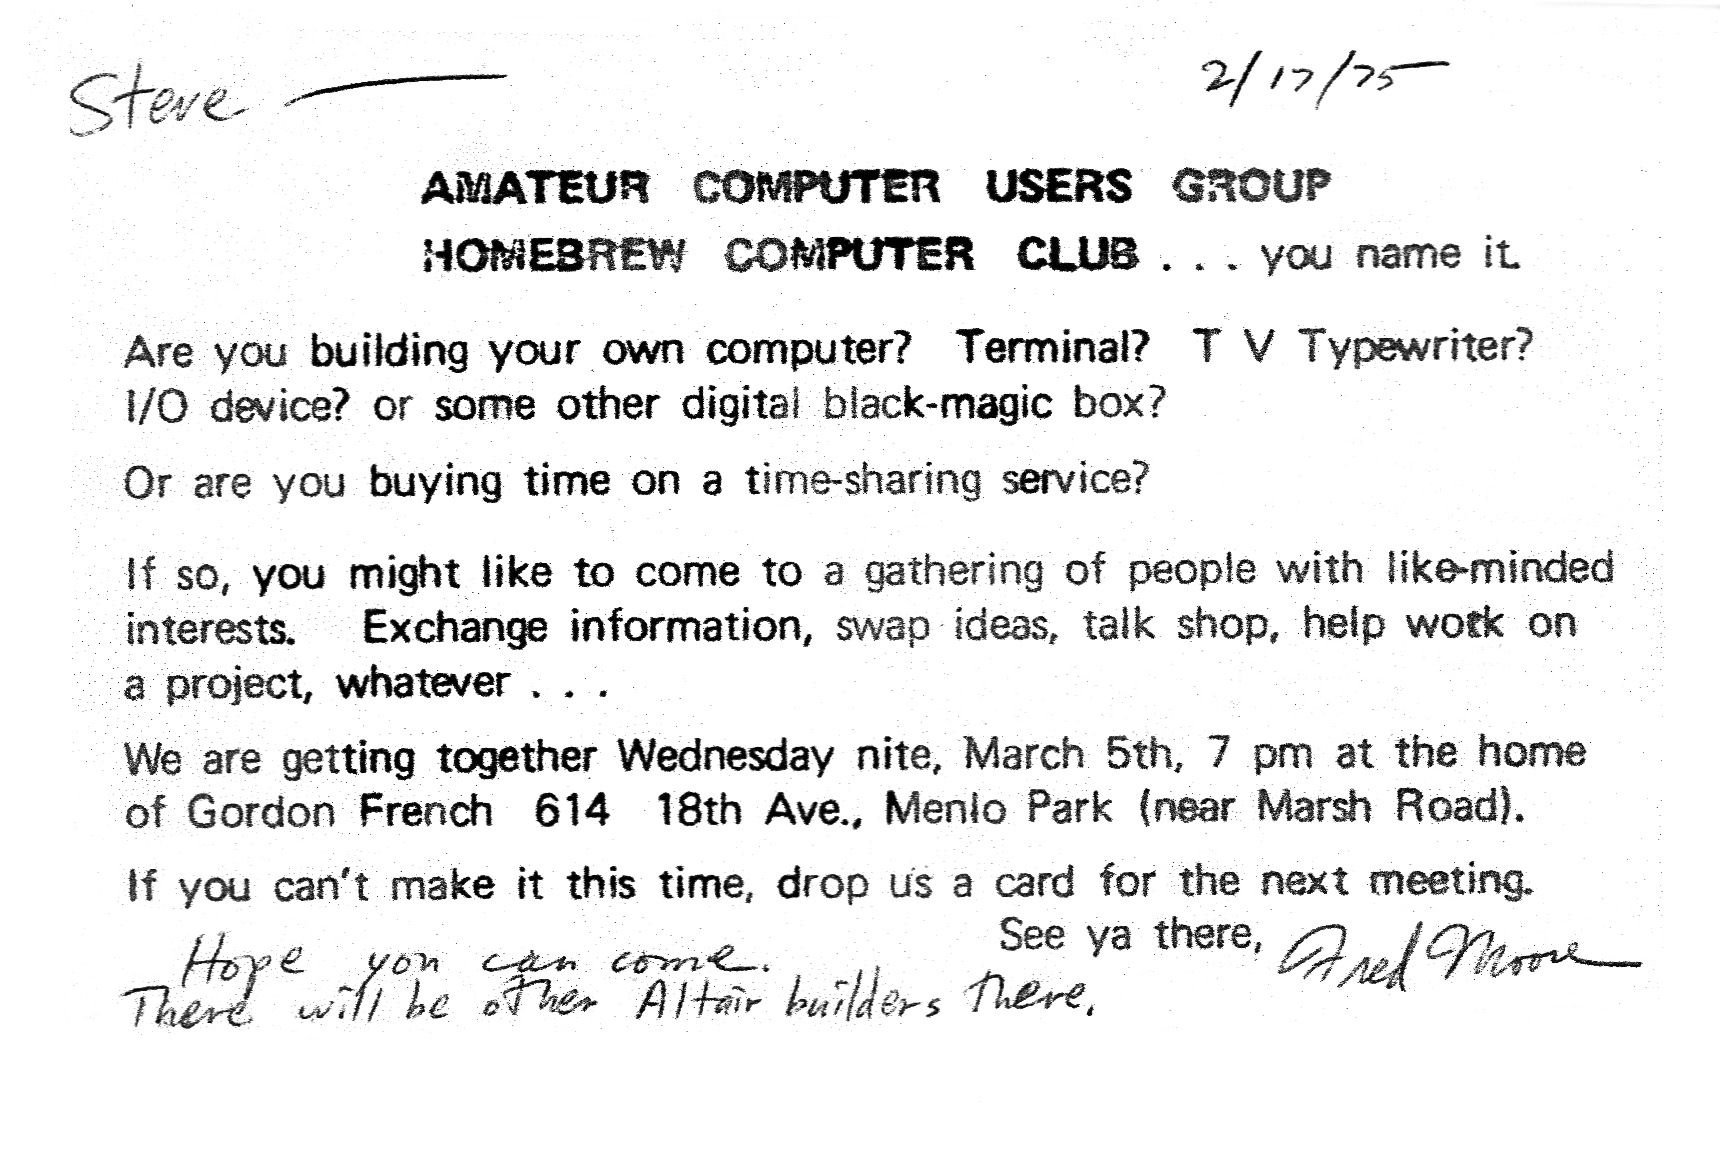 Steve — 2/17/75
AMATEUR COMPUTER USERS GROUP
HOMEBREW COMPUTER CLUB . . . you name it.
Are you building your own computer? Terminal? T V Typewriter?
I/O device? or some other digital black-magic box?
Or are you buying time on a time-sharing service?
If so, you might like to come to a gathering of people with like-minded
interests. Exchange information, swap ideas, talk shop, help work on
a project, whatever . . .
We are getting together Wednesday nite, March 5th, 7 pm at the home
of Gordon French 614 18th Ave., Menlo Park (near Marsh Road).
If you can't make it this time, drop us a card for the next meeting.
See ya there, Fred Moore
Hope you can come.
There will be other Altair builders there.